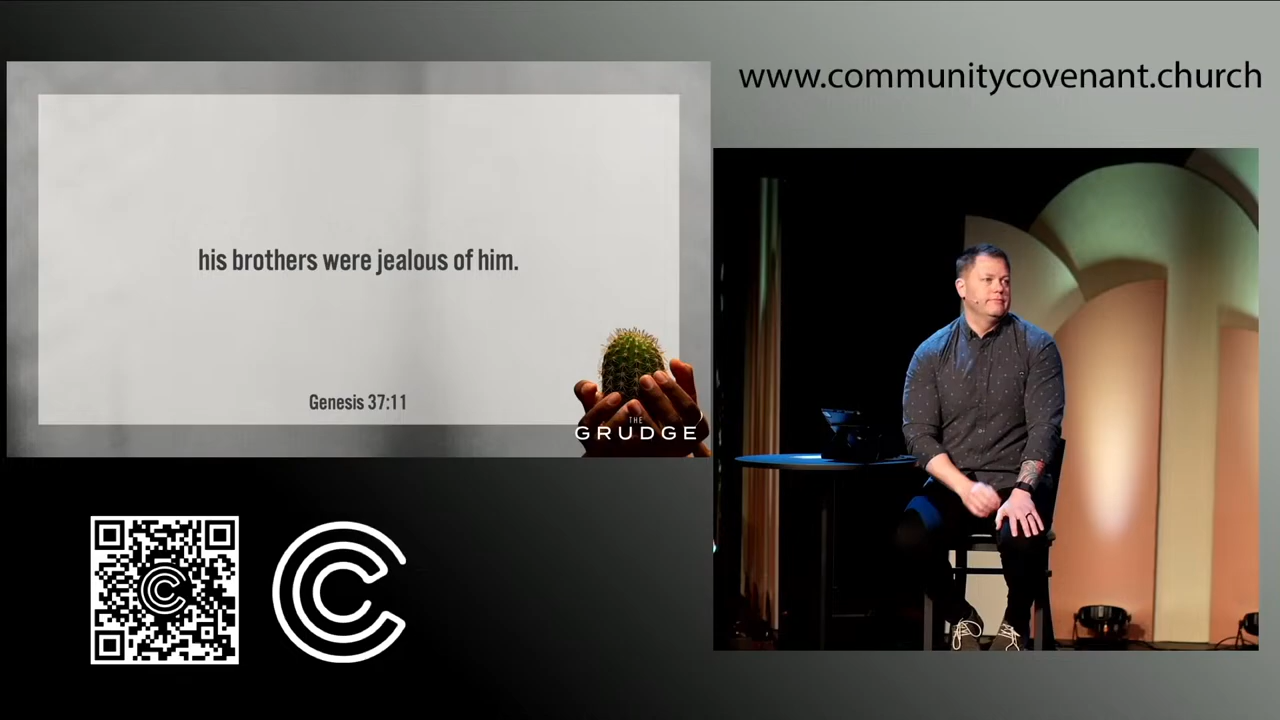 www.communitycovenant.church
his brothers were jealous of him.
Genesis 37:11
THE
GRUDGE